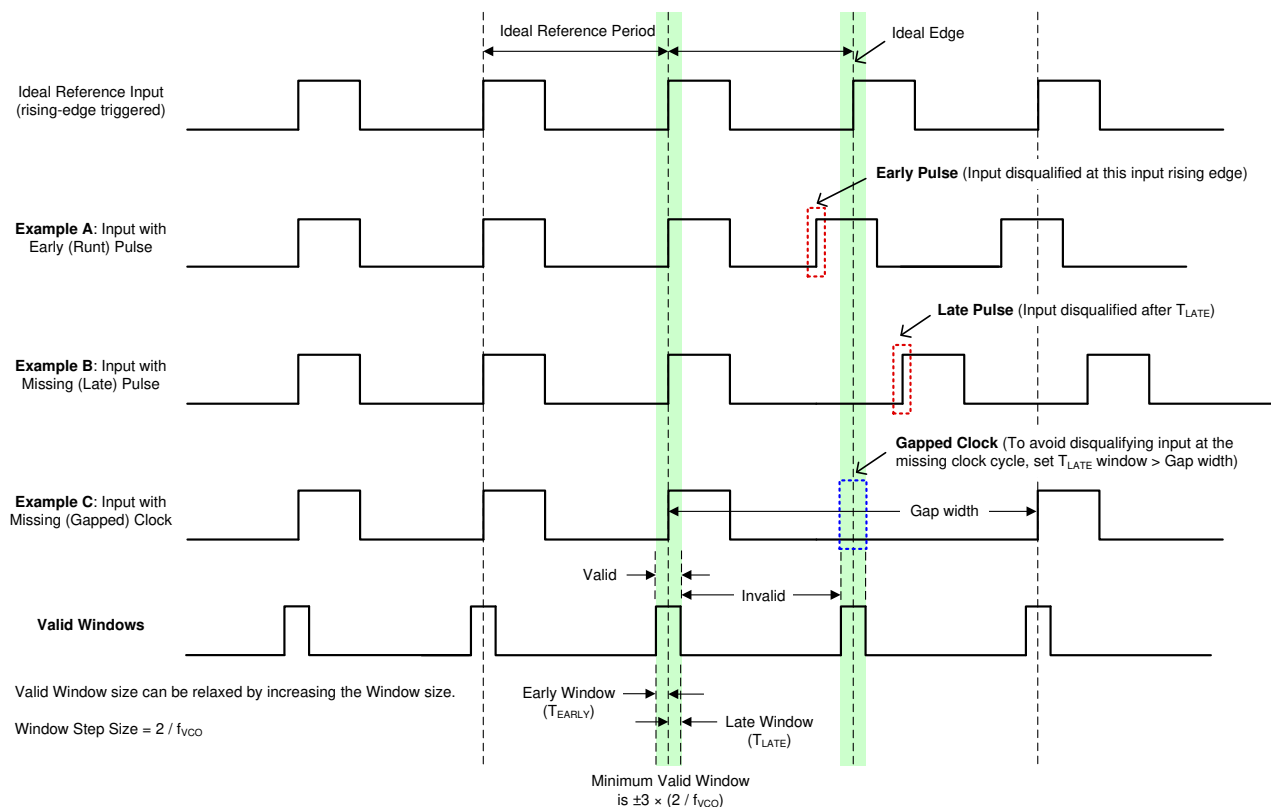 Ideal Reference Period
Ideal Edge
Ideal Reference Input
(rising-edge triggered)
Early Pulse (Input disqualified at this input rising edge)
Example A: Input with
Early (Runt) Pulse
Late Pulse (Input disqualified after TLATE)
Example B: Input with
Missing (Late) Pulse
Gapped Clock (To avoid disqualifying input at the
missing clock cycle, set TLATE window > Gap width)
Example C: Input with
Missing (Gapped) Clock
Gap width
Valid
Invalid
Valid Windows
Valid Window size can be relaxed by increasing the Window size.
Early Window
(TEARLY)
Window Step Size = 2 / fVCO
Late Window
(TLATE)
Minimum Valid Window
is ±3 × (2 / fVCO)